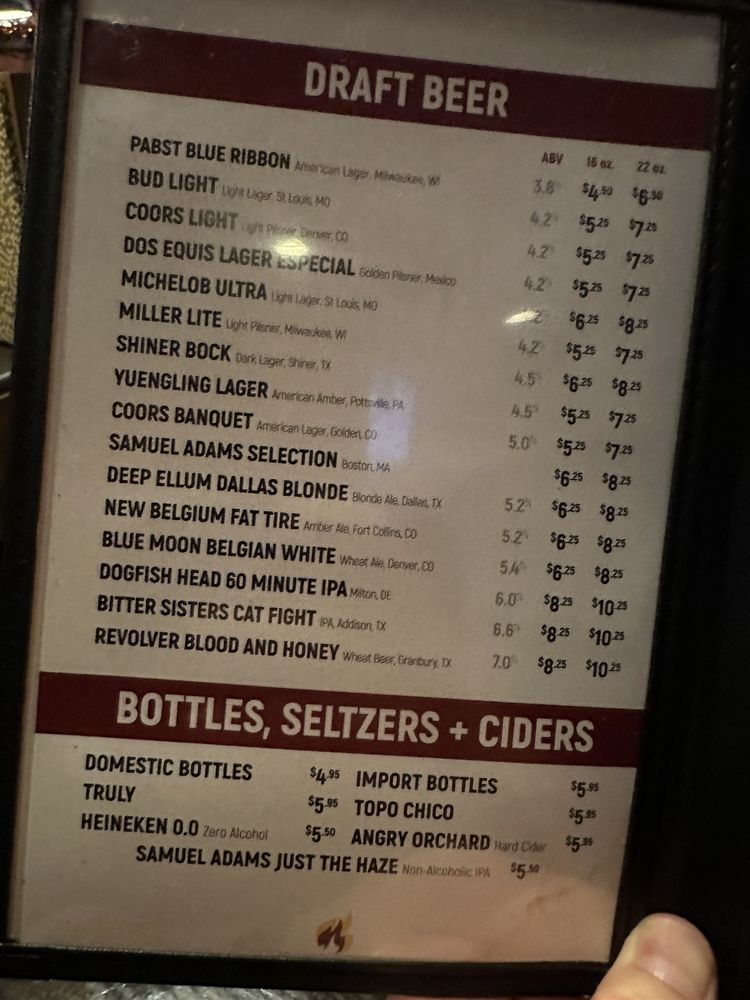 DRAFT BEER
ABV 16 oz. 22 oz.
PABST BLUE RIBBON American Lager, Milwaukee, WI 3.8% $4.50 $6.50
BUD LIGHT Light Lager, St Louis, MO 4.2% $5.25 $7.25
COORS LIGHT Light Pilsner, Denver, CO 4.2% $5.25 $7.25
DOS EQUIS LAGER ESPECIAL Golden Pilsner, Mexico 4.2% $5.25 $7.25
MICHELOB ULTRA Light Lager, St Louis, MO $6.25 $8.25
MILLER LITE Light Pilsner, Milwaukee, WI 4.2% $5.25 $7.25
SHINER BOCK Dark Lager, Shiner, TX 4.5% $6.25 $8.25
YUENGLING LAGER American Amber, Pottsville, PA 4.5% $5.25 $7.25
COORS BANQUET American Lager, Golden, CO 5.0% $5.25 $7.25
SAMUEL ADAMS SELECTION Boston, MA $6.25 $8.25
DEEP ELLUM DALLAS BLONDE Blonde Ale, Dallas, TX 5.2% $6.25 $8.25
NEW BELGIUM FAT TIRE Amber Ale, Fort Collins, CO 5.2% $6.25 $8.25
BLUE MOON BELGIAN WHITE Wheat Ale, Denver, CO 5.4% $6.25 $8.25
DOGFISH HEAD 60 MINUTE IPA Milton, DE 6.0% $8.25 $10.25
BITTER SISTERS CAT FIGHT IPA, Addison, TX 6.6% $8.25 $10.25
REVOLVER BLOOD AND HONEY Wheat Beer, Granbury, TX 7.0% $8.25 $10.25
BOTTLES, SELTZERS + CIDERS
DOMESTIC BOTTLES $4.95 IMPORT BOTTLES $5.95
TRULY $5.95 TOPO CHICO $5.95
HEINEKEN 0.0 Zero Alcohol $5.50 ANGRY ORCHARD Hard Cider $5.95
SAMUEL ADAMS JUST THE HAZE Non-Alcoholic IPA $5.50